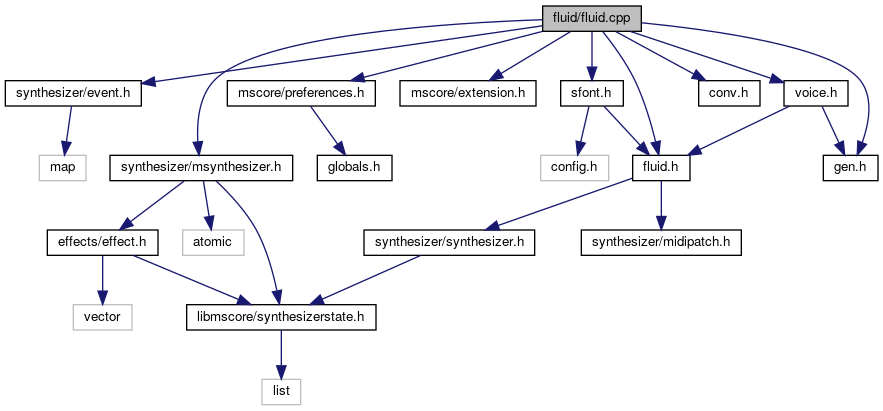 fluid/fluid.cpp
synthesizer/event.h
mscore/preferences.h
mscore/extension.h
sfont.h
conv.h
voice.h
map
synthesizer/msynthesizer.h
globals.h
config.h
fluid.h
gen.h
effects/effect.h
atomic
synthesizer/synthesizer.h
synthesizer/midipatch.h
vector
libmscore/synthesizerstate.h
list